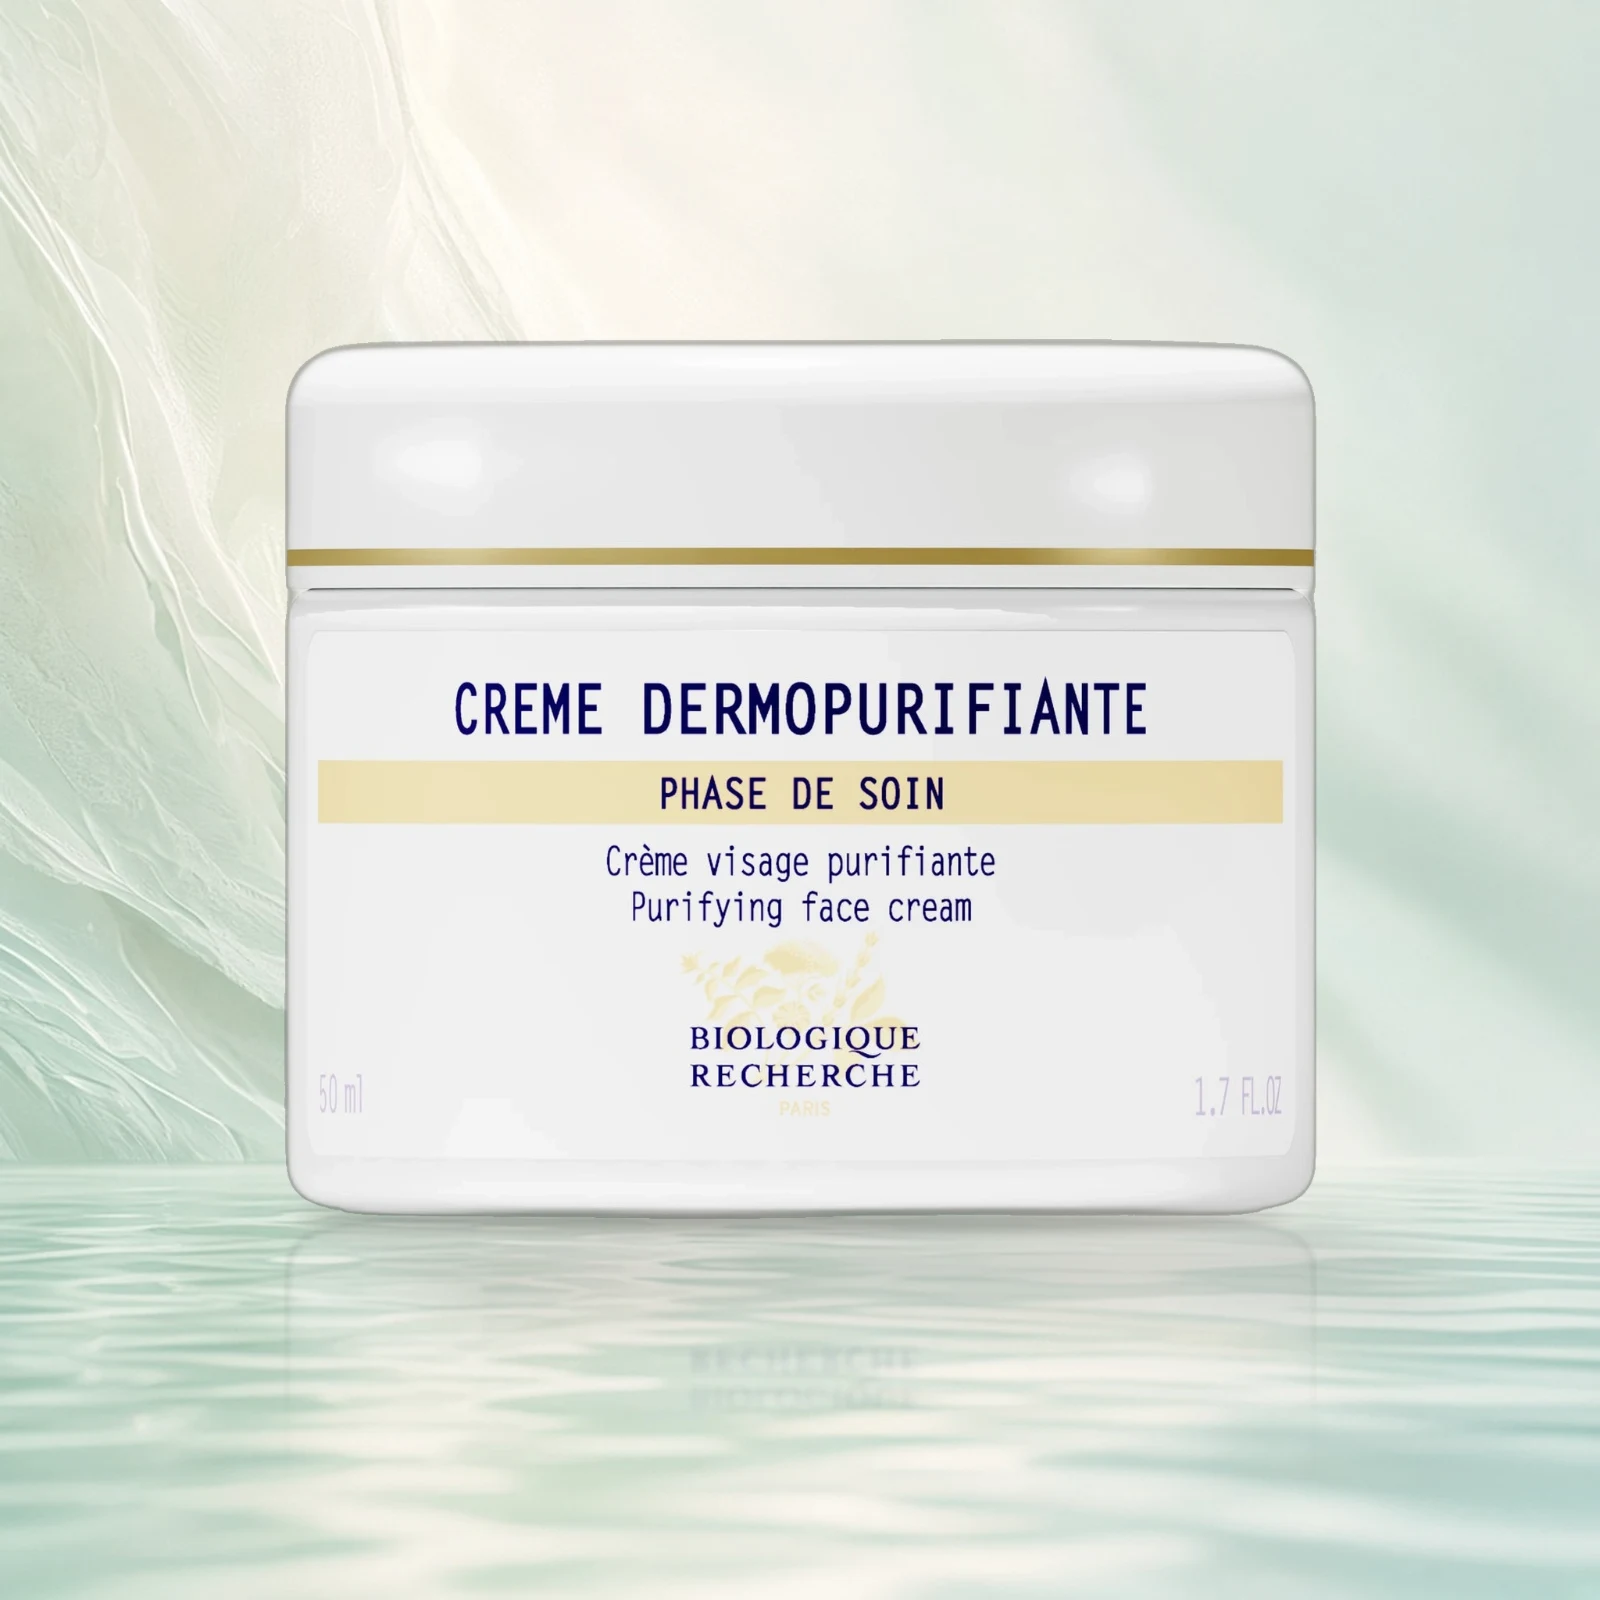 CREME DERMOPURIFIANTE
PHASE DE SOIN
Crème visage purifiante
Purifying face cream
BIOLOGIQUE
RECHERCHE
PARIS
50 ml
1.7 FL.OZ